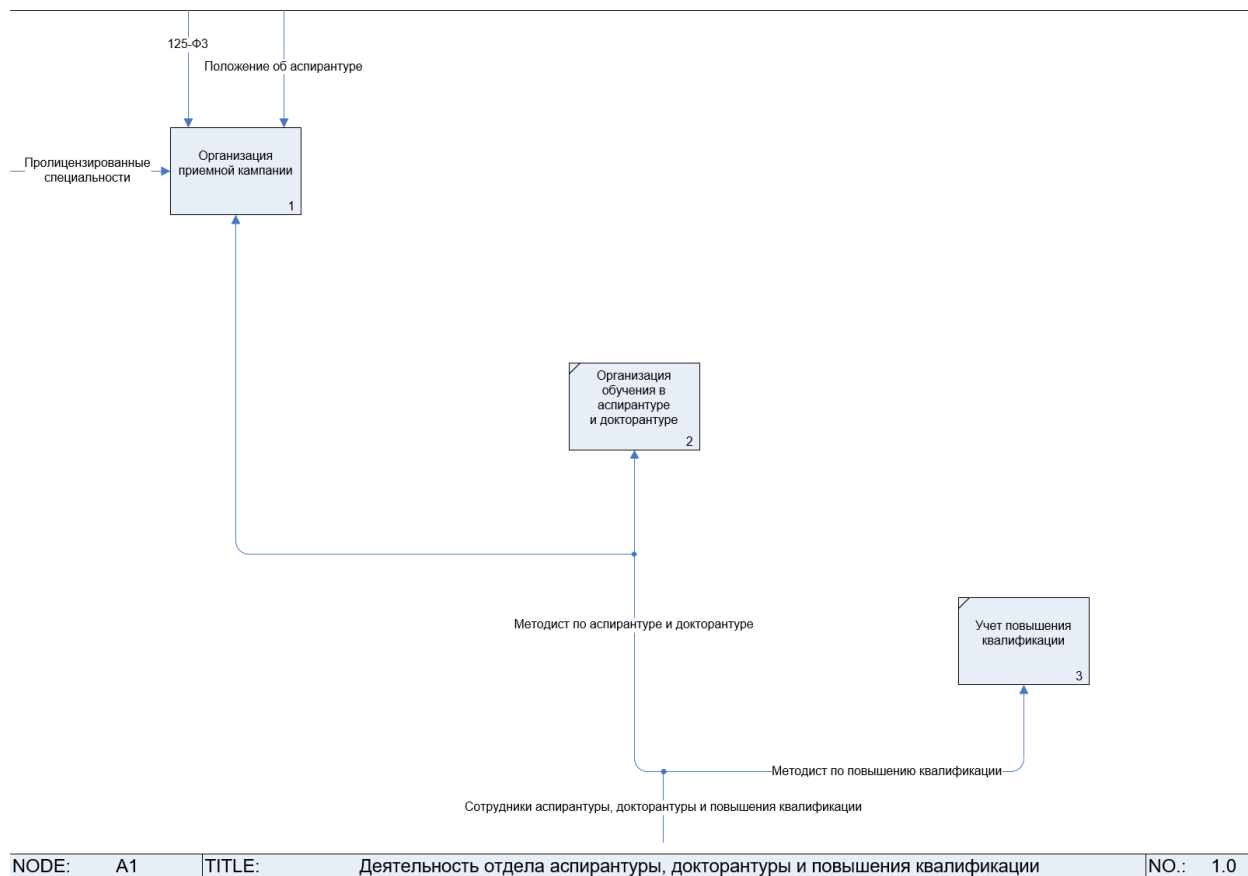 125-ФЗ
Положение об аспирантуре
Пролицензированные
специальности
Организация
приемной кампании
1
Организация
обучения в
аспирантуре
и докторантуре
2
Методист по аспирантуре и докторантуре
Учет повышения
квалификации
3
Методист по повышению квалификации
Сотрудники аспирантуры, докторантуры и повышения квалификации
NODE: A1 TITLE: Деятельность отдела аспирантуры, докторантуры и повышения квалификации NO.: 1.0